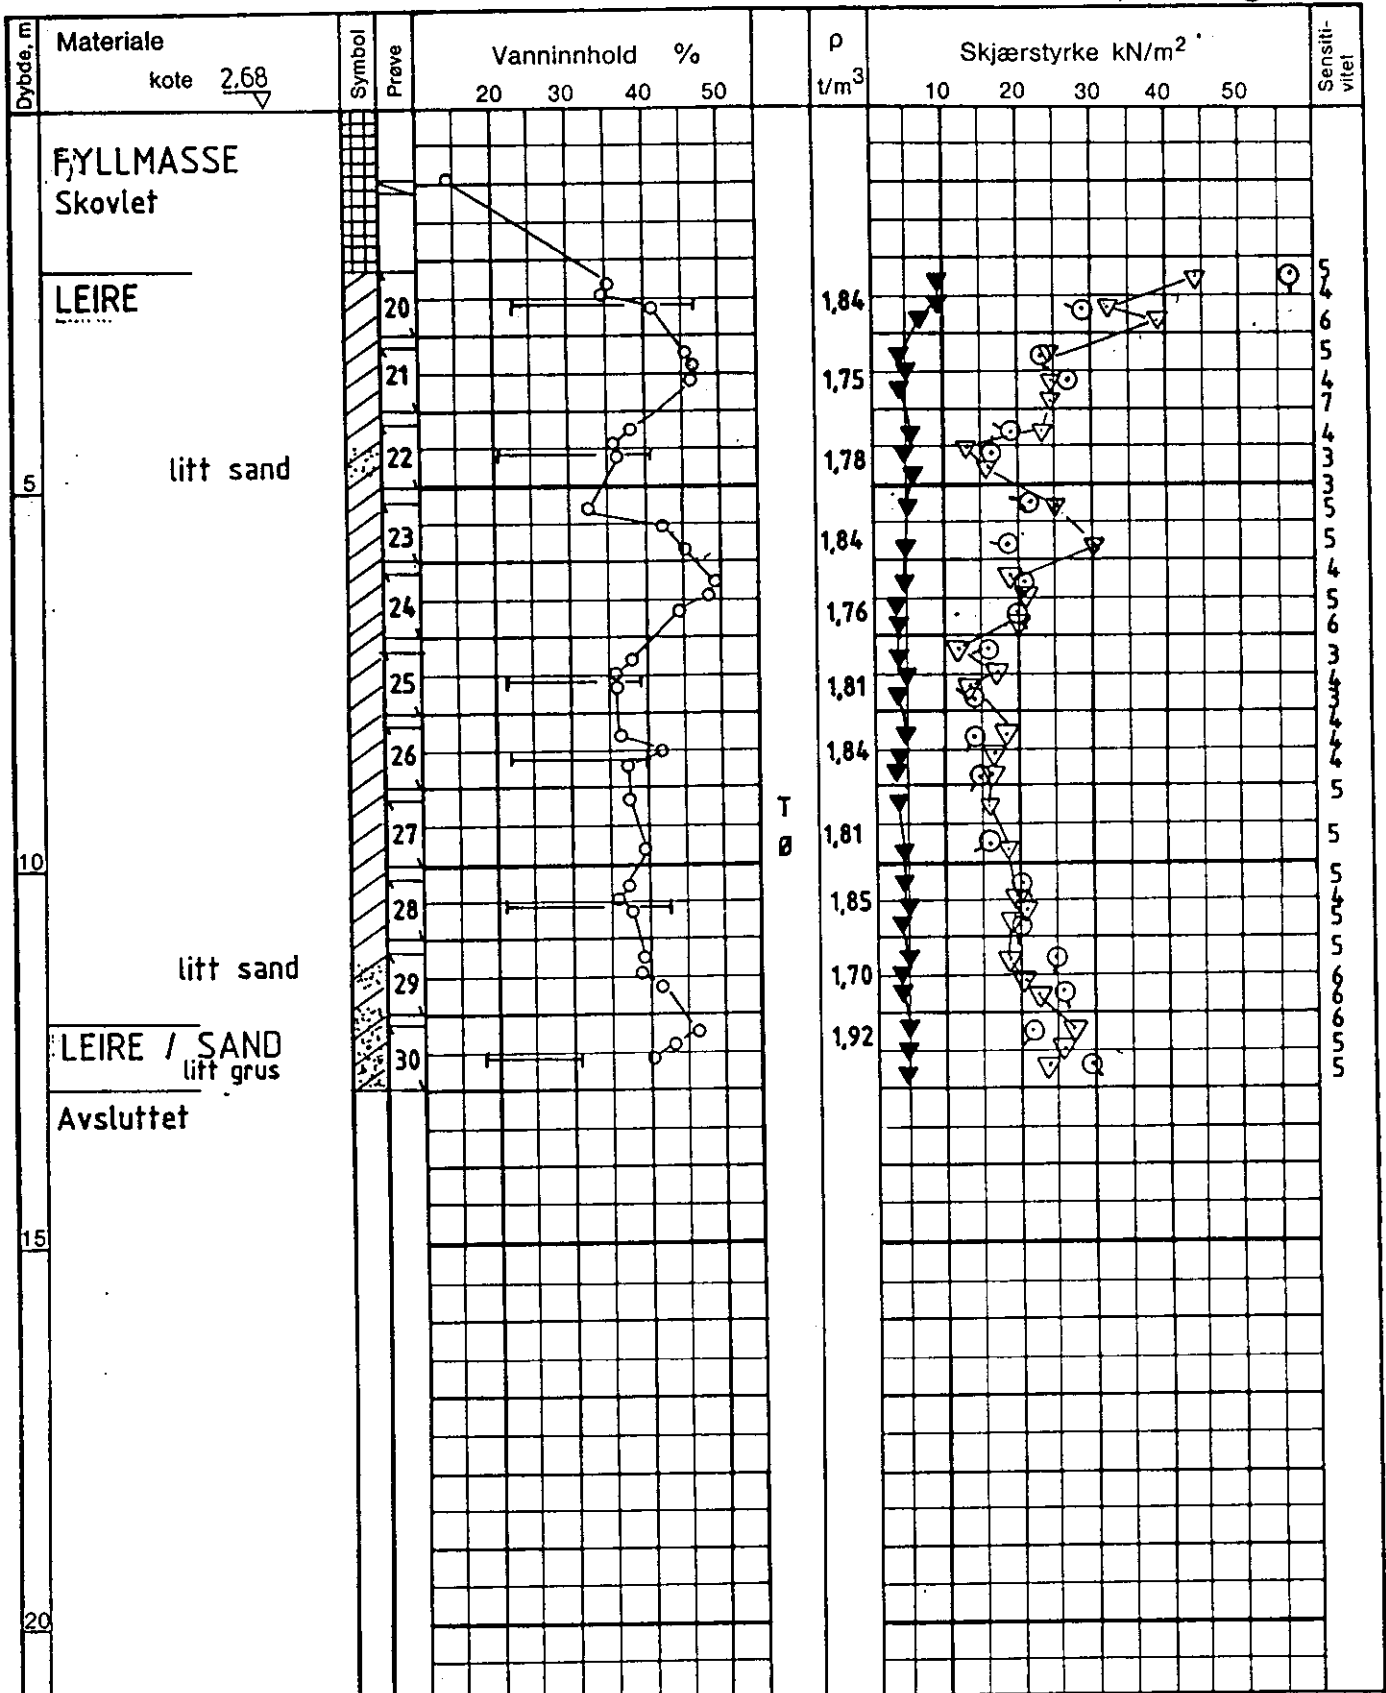 Dybde, m
Materiale
kote 2.68
Symbol
Prøve
Vanninnhold %
20 30 40 50
ρ
t/m³
Skjærstyrke kN/m²
10 20 30 40 50
Sensiti-
vitet
FYLLMASSE
Skovlet
LEIRE
20 1,84 5
4
6
21 1,75 5
4
7
litt sand 22 1,78 4
3
3
5
23 1,84 5
5
24 1,76 4
5
6
25 1,81 3
4
3
26 1,84 4
4
4
27 T 1,81 5
Ø 5
10
28 1,85 5
4
5
litt sand 29 1,70 5
6
6
LEIRE / SAND
litt grus 30 1,92 6
5
5
Avsluttet
15
20